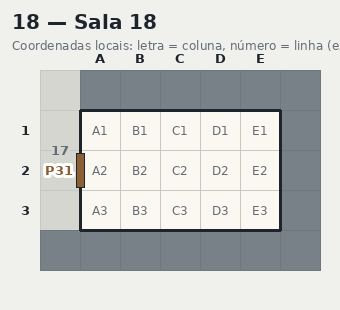 18 — Sala 18
Coordenadas locais: letra = coluna, número = linha (e
A B C D E
1 A1 B1 C1 D1 E1
17
2 P31 A2 B2 C2 D2 E2
3 A3 B3 C3 D3 E3